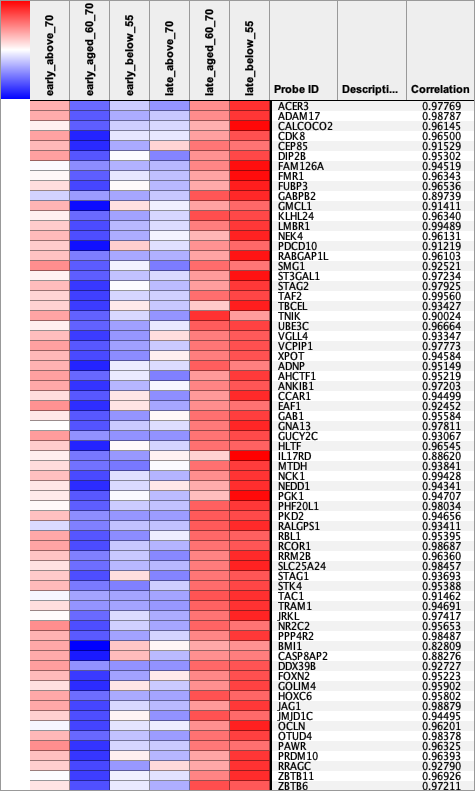 early_above_70
early_aged_60_70
early_below_55
late_above_70
late_aged_60_70
late_below_55
Probe ID Descripti... Correlation
ACER3 0.97769
ADAM17 0.98787
CALCOCO2 0.96145
CDK8 0.96500
CEP85 0.91529
DIP2B 0.95302
FAM126A 0.94519
FMR1 0.96343
FUBP3 0.96536
GABPB2 0.89739
GMCL1 0.91411
KLHL24 0.96340
LMBR1 0.99489
NEK4 0.96131
PDCD10 0.91219
RABGAP1L 0.96103
SMG1 0.92521
ST3GAL1 0.97234
STAG2 0.97925
TAF2 0.99560
TBCEL 0.93427
TNIK 0.90024
UBE3C 0.96664
VGLL4 0.93347
VCPIP1 0.97773
XPOT 0.94584
ADNP 0.95149
AHCTF1 0.95219
ANKIB1 0.97203
CCAR1 0.94499
EAF1 0.92452
GAB1 0.95584
GNA13 0.97811
GUCY2C 0.93067
HLTF 0.96545
IL17RD 0.88620
MTDH 0.93841
NCK1 0.99428
NEDD1 0.94341
PGK1 0.94707
PHF20L1 0.98034
PKD2 0.94656
RALGPS1 0.93411
RBL1 0.95395
RCOR1 0.98687
RRM2B 0.96360
SLC25A24 0.98457
STAG1 0.93693
STK4 0.95388
TAC1 0.91462
TRAM1 0.94691
JRKL 0.97417
NR2C2 0.95653
PPP4R2 0.98487
BMI1 0.82809
CASP8AP2 0.88276
DDX39B 0.92727
FOXN2 0.95223
GOLIM4 0.95902
HOXC6 0.95802
JAG1 0.98879
JMJD1C 0.94495
OCLN 0.96201
OTUD4 0.98378
PAWR 0.96325
PRDM10 0.96393
RRAGC 0.92790
ZBTB11 0.96926
ZBTB6 0.97211